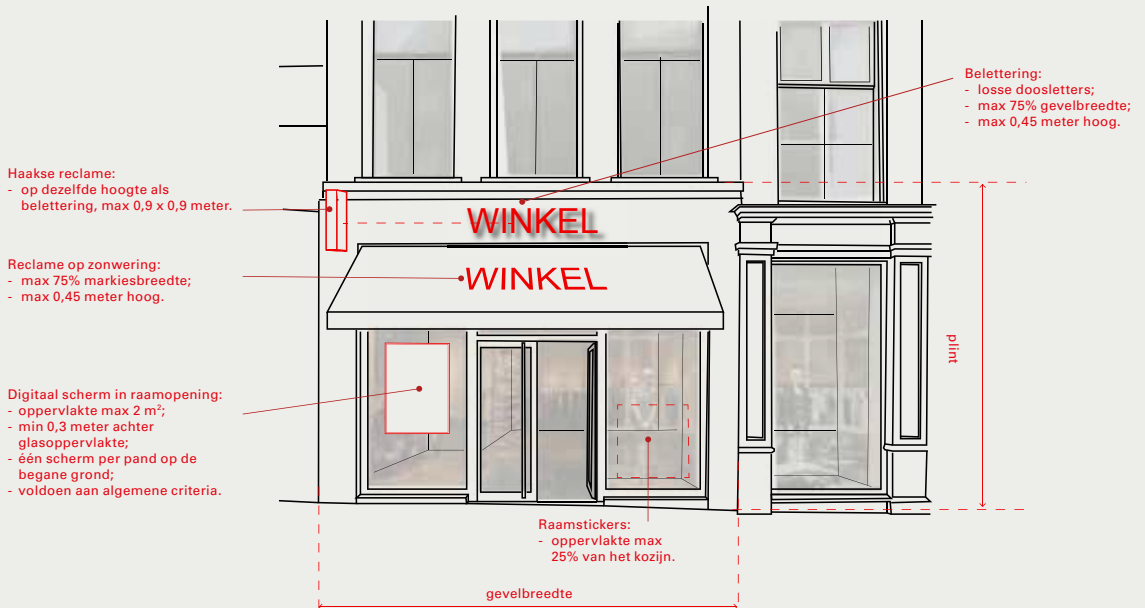 Belettering:
- losse doosletters;
- max 75% gevelbreedte;
- max 0,45 meter hoog.
Haakse reclame:
- op dezelfde hoogte als
belettering, max 0,9 x 0,9 meter.
WINKEL
Reclame op zonwering:
- max 75% markiesbreedte;
- max 0,45 meter hoog.
WINKEL
plint
Digitaal scherm in raamopening:
- oppervlakte max 2 m²;
- min 0,3 meter achter
glasoppervlakte;
- één scherm per pand op de
begane grond;
- voldoen aan algemene criteria.
Raamstickers:
- oppervlakte max
25% van het kozijn.
gevelbreedte